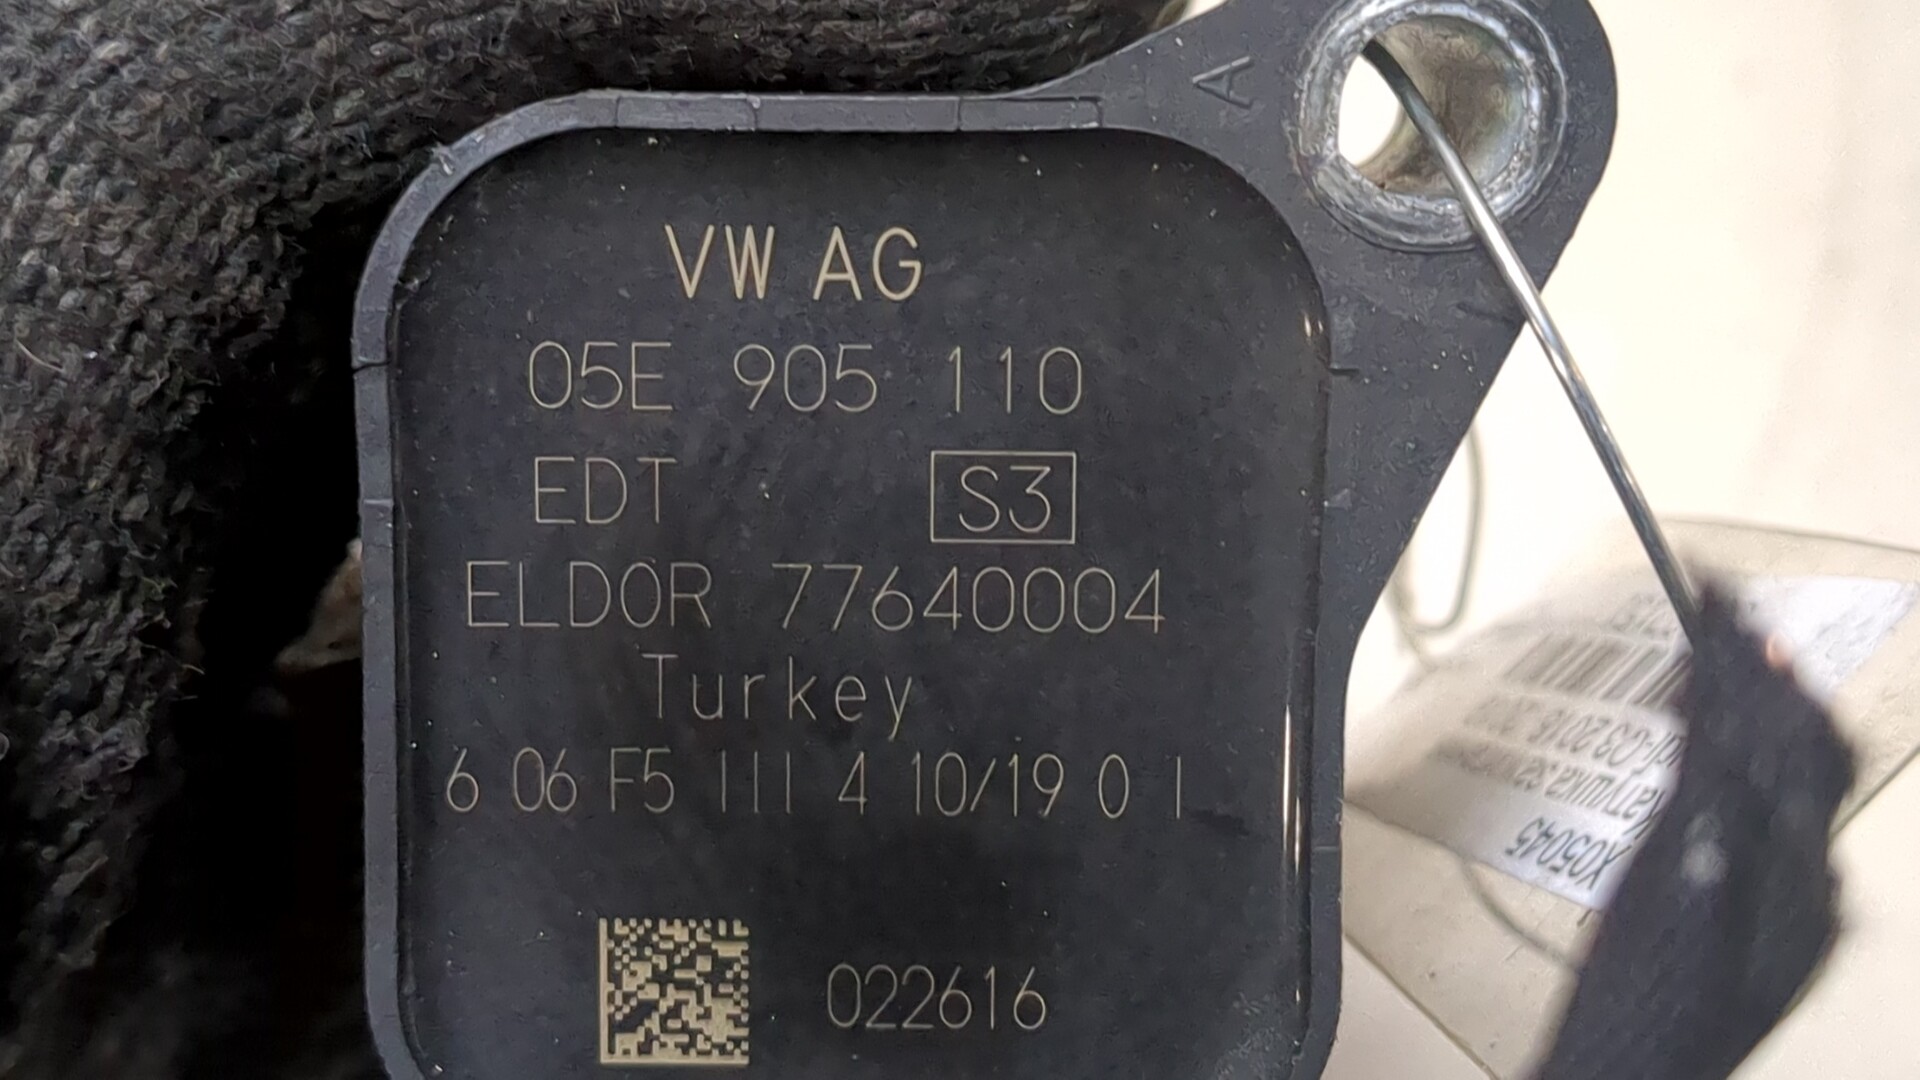 A
VW AG
05E 905 110
EDT S3
ELDOR 77640004
Turkey
6 06 F5 111 4 10/19 0 1
022616
X05045
Катушка